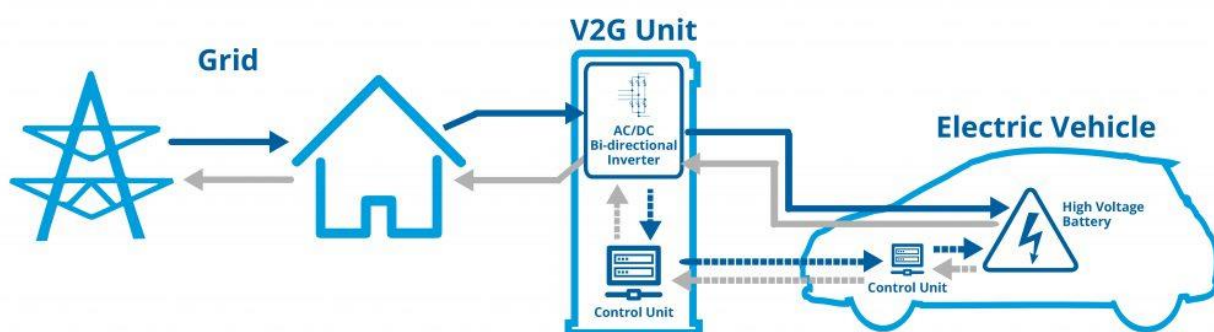 V2G Unit
Grid
AC/DC
Bi-directional
Inverter
Electric Vehicle
High Voltage
Battery
Control Unit
Control Unit